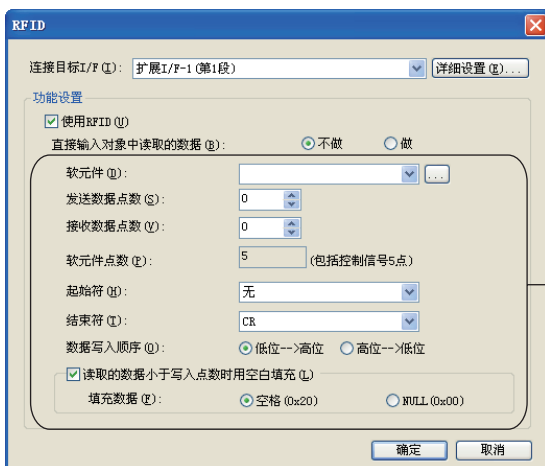 RFID
连接目标I/F(I): 扩展I/F-1(第1段) 详细设置(E)...
功能设置
使用RFID(U)
直接输入对象中读取的数据(B): 不做 做
软元件(D): ...
发送数据点数(S): 0
接收数据点数(V): 0
软元件点数(P): 5 (包括控制信号5点)
起始符(H): 无
结束符(T): CR
数据写入顺序(O): 低位-->高位 高位-->低位
读取的数据小于写入点数时用空白填充(L)
填充数据(F): 空格(0x20) NULL(0x00)
确定 取消